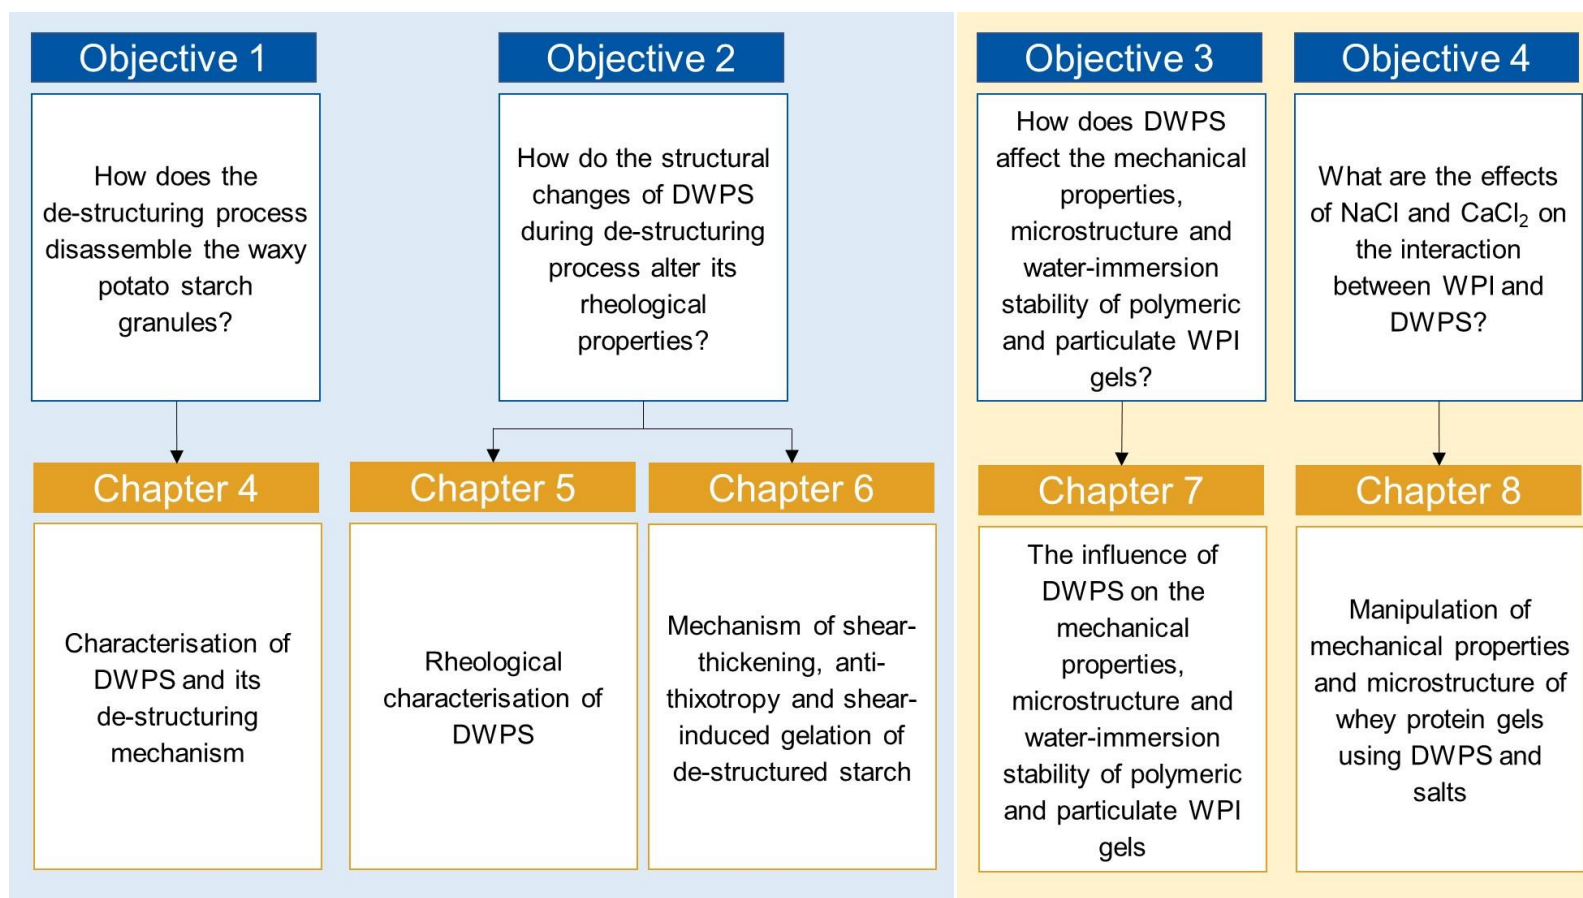 Objective 1
How does the
de-structuring process
disassemble the waxy
potato starch
granules?
Objective 2
How do the structural
changes of DWPS
during de-structuring
process alter its
rheological
properties?
Objective 3
How does DWPS
affect the mechanical
properties,
microstructure and
water-immersion
stability of polymeric
and particulate WPI
gels?
Objective 4
What are the effects
of NaCl and CaCl₂ on
the interaction
between WPI and
DWPS?
Chapter 4
Characterisation of
DWPS and its
de-structuring
mechanism
Chapter 5
Rheological
characterisation of
DWPS
Chapter 6
Mechanism of shear-
thickening, anti-
thixotropy and shear-
induced gelation of
de-structured starch
Chapter 7
The influence of
DWPS on the
mechanical
properties,
microstructure and
water-immersion
stability of polymeric
and particulate WPI
gels
Chapter 8
Manipulation of
mechanical properties
and microstructure of
whey protein gels
using DWPS and
salts